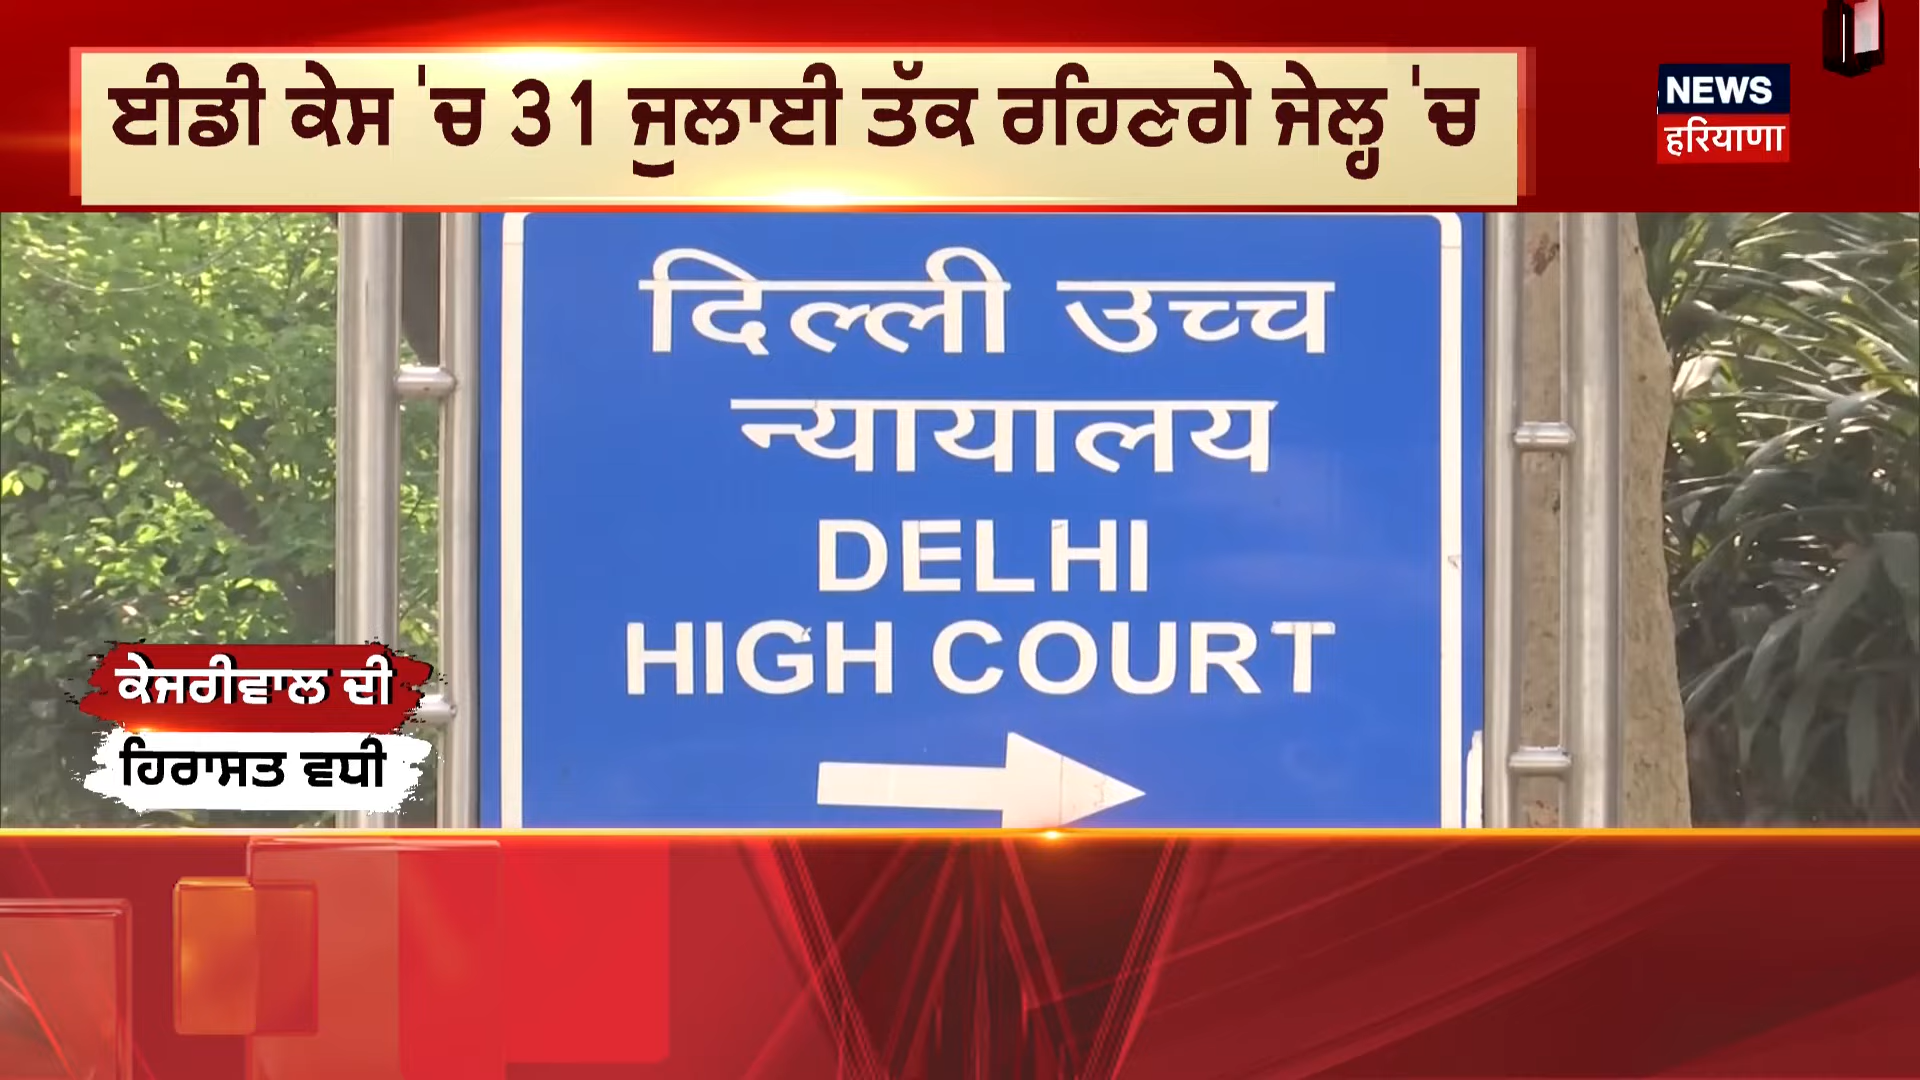 ਈਡੀ ਕੇਸ 'ਚ 31 ਜੁਲਾਈ ਤੱਕ ਰਹਿਣਗੇ ਜੇਲ੍ਹ 'ਚ
NEWS
हरियाणा
दिल्ली उच्च
न्यायालय
DELHI
HIGH COURT
ਕੇਜਰੀਵਾਲ ਦੀ
ਹਿਰਾਸਤ ਵਧੀ